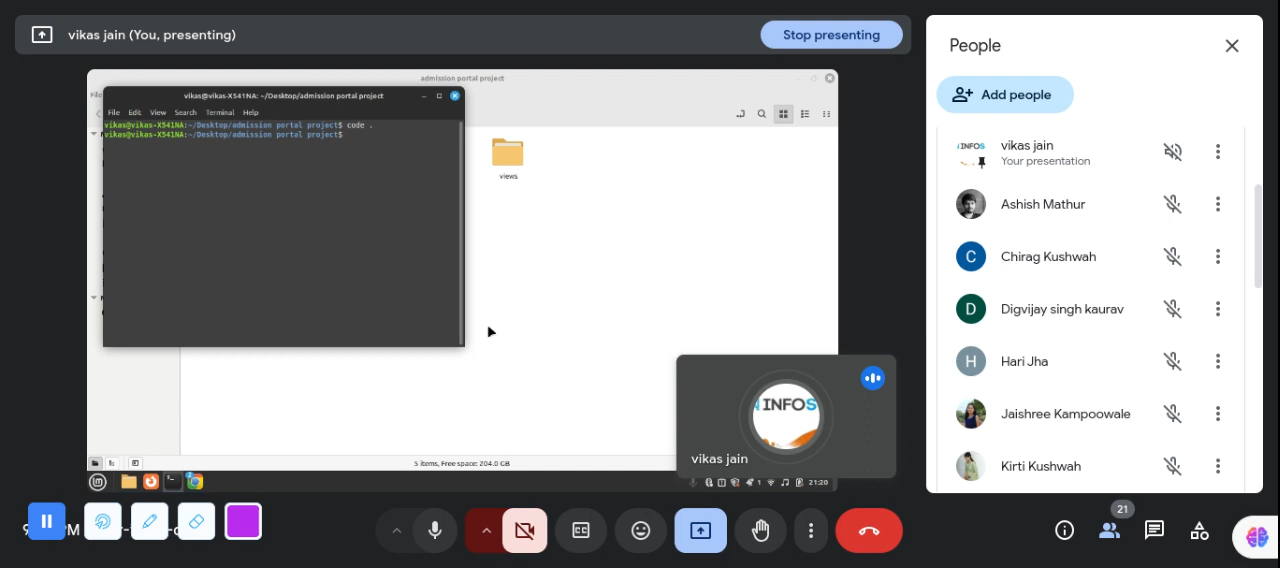 vikas jain (You, presenting)
Stop presenting
admission portal project
vikas@vikas-X541NA: ~/Desktop/admission portal project
File Edit View Search Terminal Help
vikas@vikas-X541NA:~/Desktop/admission portal project$ code .
vikas@vikas-X541NA:~/Desktop/admission portal project$
views
5 items, Free space: 204.0 GB
INFOS
vikas jain
1
21:20
People
Add people
INFOS
vikas jain
Your presentation
Ashish Mathur
C
Chirag Kushwah
D
Digvijay singh kaurav
H
Hari Jha
Jaishree Kampoowale
Kirti Kushwah
21